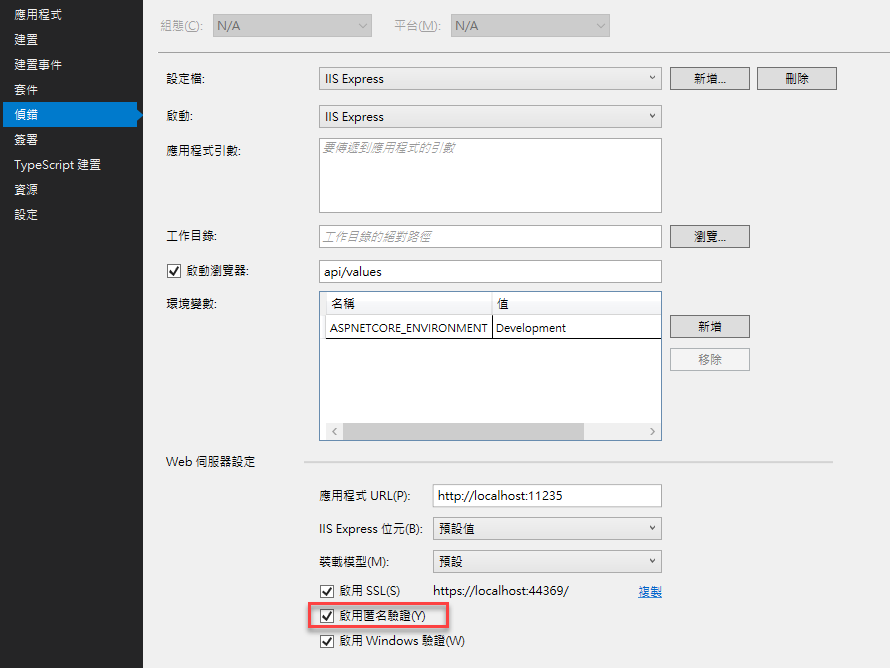 應用程式
建置
建置事件
套件
偵錯
簽署
TypeScript 建置
資源
設定
組態(C): N/A 平台(M): N/A
設定檔: IIS Express 新增... 刪除
啟動: IIS Express
應用程式引數: 要傳遞到應用程式的引數
工作目錄: 工作目錄的絕對路徑 瀏覽...
啟動瀏覽器: api/values
環境變數: 名稱 值
ASPNETCORE_ENVIRONMENT Development 新增
移除
Web 伺服器設定
應用程式 URL(P): http://localhost:11235
IIS Express 位元(B): 預設值
裝載模型(M): 預設
啟用 SSL(S) https://localhost:44369/ 複製
啟用匿名驗證(Y)
啟用 Windows 驗證(W)